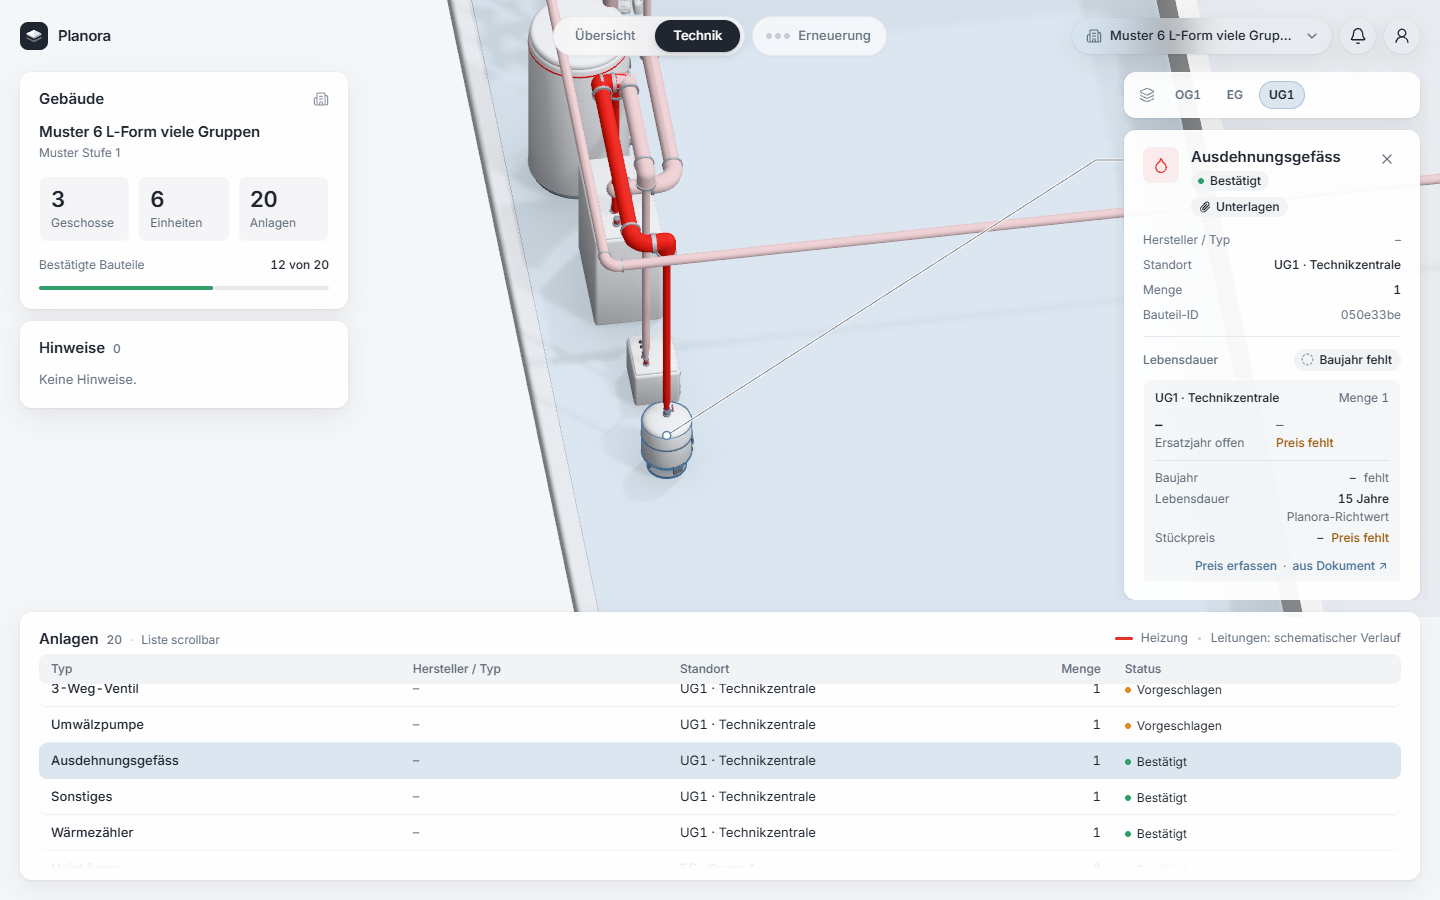 Planora
Übersicht
Technik
Erneuerung
Muster 6 L-Form viele Grup...
Gebäude
Muster 6 L-Form viele Gruppen
Muster Stufe 1
3
Geschosse
6
Einheiten
20
Anlagen
Bestätigte Bauteile
12 von 20
Hinweise 0
Keine Hinweise.
OG1
EG
UG1
Ausdehnungsgefäss
Bestätigt
Unterlagen
Hersteller / Typ –
Standort UG1 · Technikzentrale
Menge 1
Bauteil-ID 050e33be
Lebensdauer Baujahr fehlt
UG1 · Technikzentrale Menge 1
– –
Ersatzjahr offen Preis fehlt
Baujahr – fehlt
Lebensdauer 15 Jahre
Planora-Richtwert
Stückpreis – Preis fehlt
Preis erfassen · aus Dokument ↗
Anlagen 20 · Liste scrollbar
Heizung · Leitungen: schematischer Verlauf
Typ Hersteller / Typ Standort Menge Status
3-Weg-Ventil – UG1 · Technikzentrale 1 Vorgeschlagen
Umwälzpumpe – UG1 · Technikzentrale 1 Vorgeschlagen
Ausdehnungsgefäss – UG1 · Technikzentrale 1 Bestätigt
Sonstiges – UG1 · Technikzentrale 1 Bestätigt
Wärmezähler – UG1 · Technikzentrale 1 Bestätigt